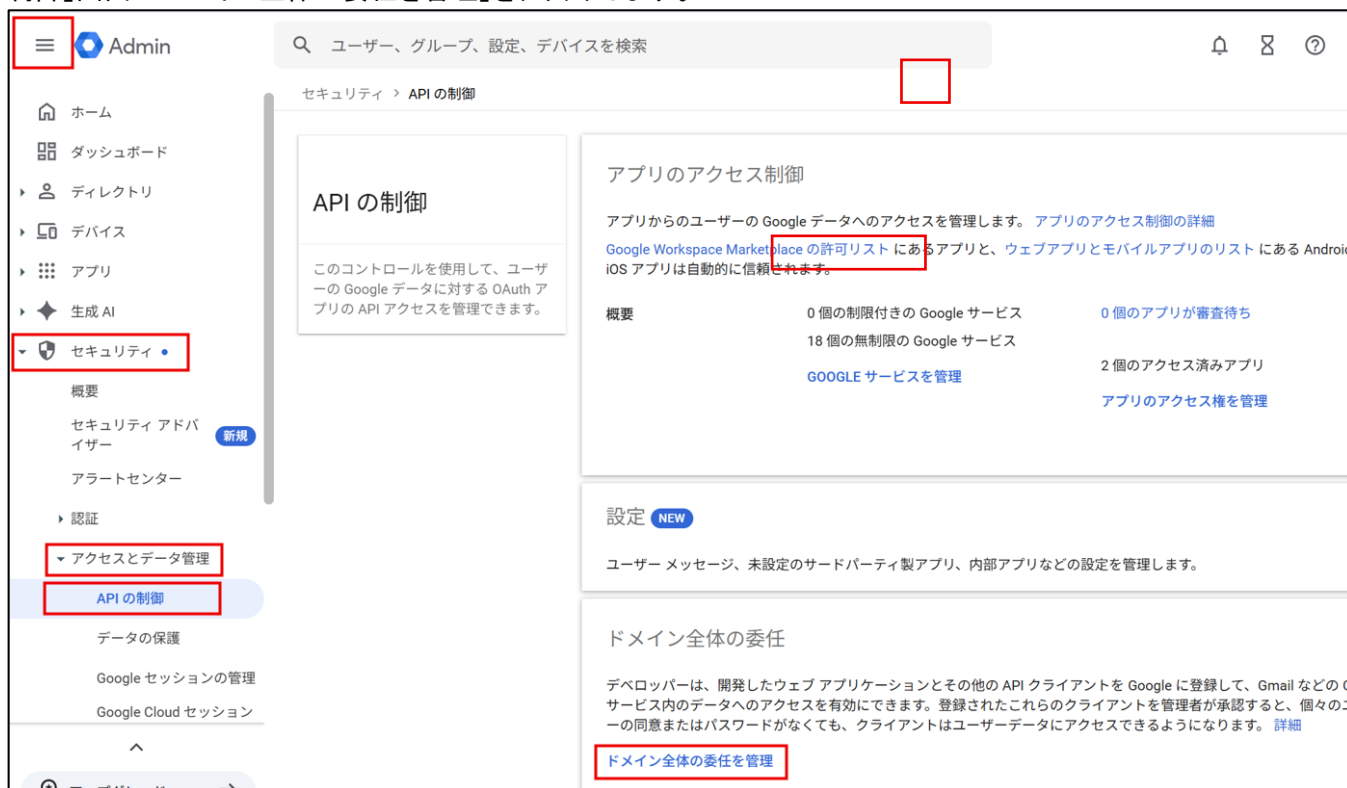 Admin
ユーザー、グループ、設定、デバイスを検索
セキュリティ > API の制御
ホーム
ダッシュボード
ディレクトリ
デバイス
アプリ
生成 AI
セキュリティ
概要
セキュリティ アドバ
イザー
新規
アラートセンター
認証
アクセスとデータ管理
API の制御
データの保護
Google セッションの管理
Google Cloud セッション
API の制御
このコントロールを使用して、ユーザ
ーの Google データに対する OAuth ア
プリの API アクセスを管理できます。
アプリのアクセス制御
アプリからのユーザーの Google データへのアクセスを管理します。 アプリのアクセス制御の詳細
Google Workspace Marketplace の許可リスト にあるアプリと、ウェブアプリとモバイルアプリのリスト にある Android
iOS アプリは自動的に信頼されます。
概要
0 個の制限付きの Google サービス
18 個の無制限の Google サービス
GOOGLE サービスを管理
0 個のアプリが審査待ち
2 個のアクセス済みアプリ
アプリのアクセス権を管理
設定 NEW
ユーザー メッセージ、未設定のサードパーティ製アプリ、内部アプリなどの設定を管理します。
ドメイン全体の委任
デベロッパーは、開発したウェブ アプリケーションとその他の API クライアントを Google に登録して、Gmail などの
サービス内のデータへのアクセスを有効にできます。登録されたこれらのクライアントを管理者が承認すると、個々の
ーの同意またはパスワードがなくても、クライアントはユーザーデータにアクセスできるようになります。 詳細
ドメイン全体の委任を管理